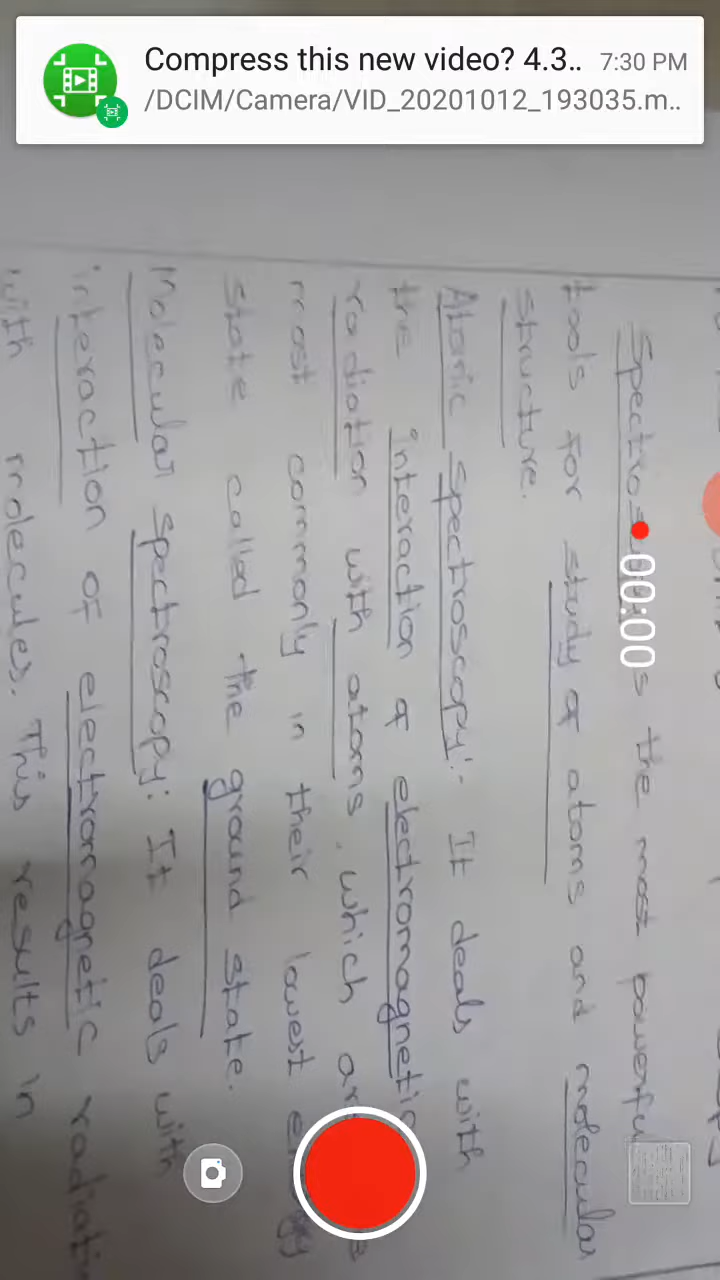 Compress this new video? 4.3.. 7:30 PM
/DCIM/Camera/VID_20201012_193035.m..
00:00
the most powerful
tools for study of atoms and molecular
structure.
Atomic spectroscopy:- It deals with
the interaction of electromagnetic
radiation with atoms, which are
most commonly in their lowest energy
state called the ground state.
Molecular spectroscopy: It deals with
interaction of electromagnetic
with molecules. This results in